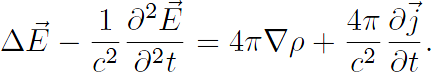 $\Delta \vec{E} - \frac{1}{c^2} \frac{\partial^2 \vec{E}}{\partial^2 t} = 4\pi \nabla \rho + \frac{4\pi}{c^2} \frac{\partial \vec{j}}{\partial t}.$